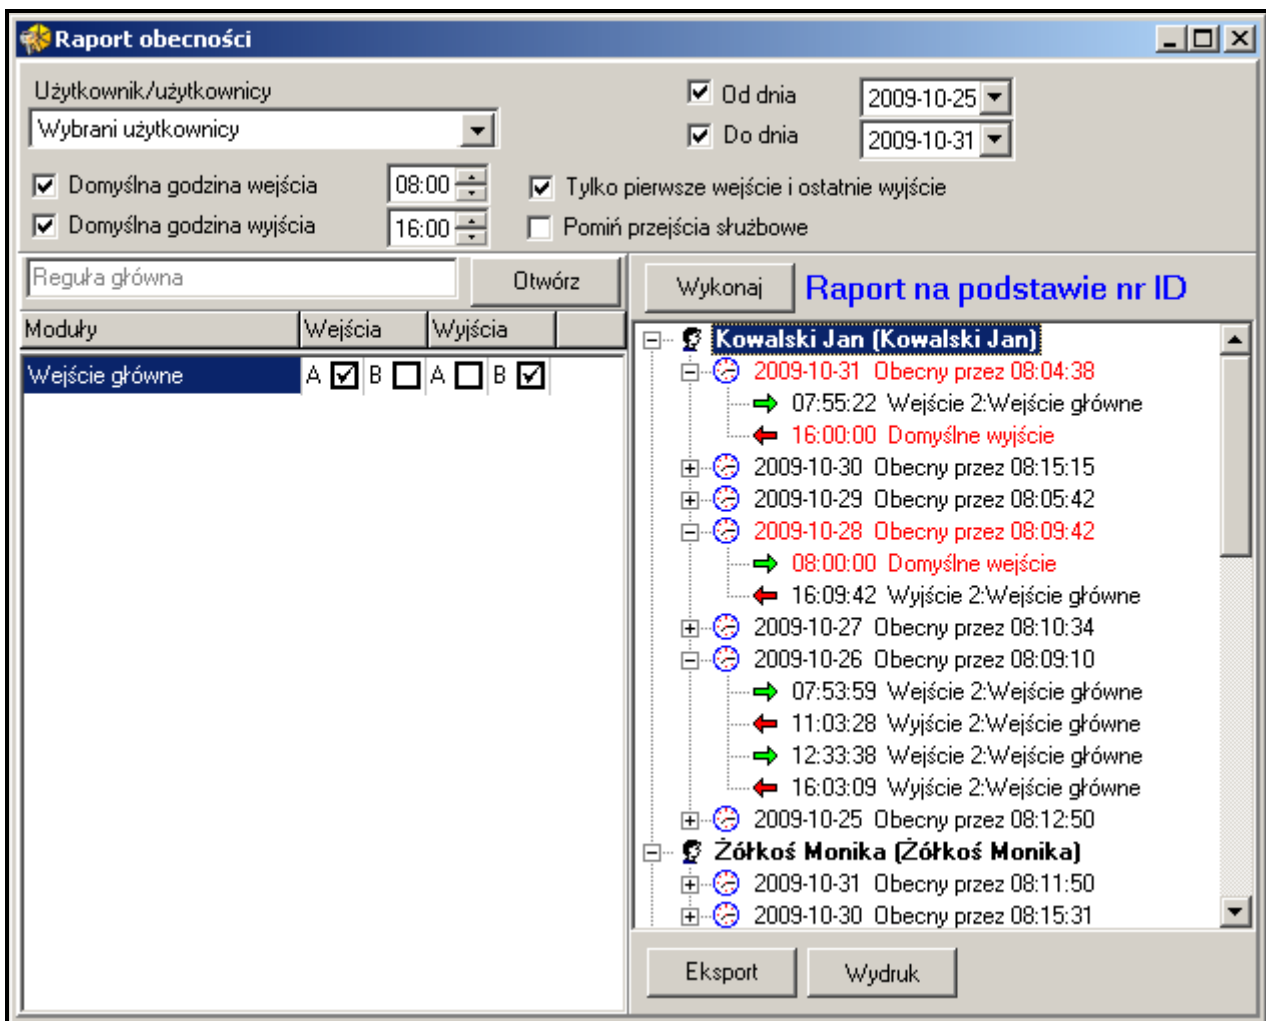 Raport obecności
Użytkownik/użytkownicy
Wybrani użytkownicy
Od dnia 2009-10-25
Do dnia 2009-10-31
Domyślna godzina wejścia 08:00
Tylko pierwsze wejście i ostatnie wyjście
Domyślna godzina wyjścia 16:00
Pomiń przejścia służbowe
Reguła główna
Otwórz
Moduły Wejścia Wyjścia
Wejście główne A B A B
Wykonaj
Raport na podstawie nr ID
Kowalski Jan (Kowalski Jan)
2009-10-31 Obecny przez 08:04:38
07:55:22 Wejście 2:Wejście główne
16:00:00 Domyślne wyjście
2009-10-30 Obecny przez 08:15:15
2009-10-29 Obecny przez 08:05:42
2009-10-28 Obecny przez 08:09:42
08:00:00 Domyślne wejście
16:09:42 Wyjście 2:Wejście główne
2009-10-27 Obecny przez 08:10:34
2009-10-26 Obecny przez 08:09:10
07:53:59 Wejście 2:Wejście główne
11:03:28 Wyjście 2:Wejście główne
12:33:38 Wejście 2:Wejście główne
16:03:09 Wyjście 2:Wejście główne
2009-10-25 Obecny przez 08:12:50
Żółkoś Monika (Żółkoś Monika)
2009-10-31 Obecny przez 08:11:50
2009-10-30 Obecny przez 08:15:31
Eksport
Wydruk